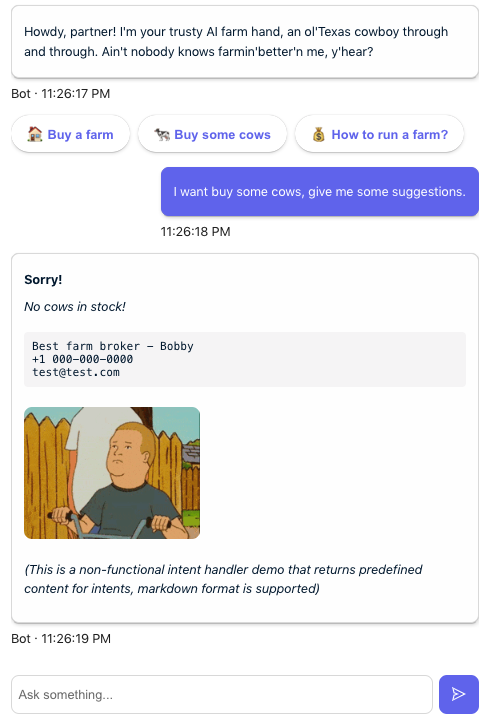 Howdy, partner! I'm your trusty AI farm hand, an ol'Texas cowboy through
and through. Ain't nobody knows farmin'better'n me, y'hear?
Bot · 11:26:17 PM
Buy a farm
Buy some cows
How to run a farm?
I want buy some cows, give me some suggestions.
11:26:18 PM
Sorry!
No cows in stock!
Best farm broker - Bobby
+1 000-000-0000
test@test.com
(This is a non-functional intent handler demo that returns predefined
content for intents, markdown format is supported)
Bot · 11:26:19 PM
Ask something...